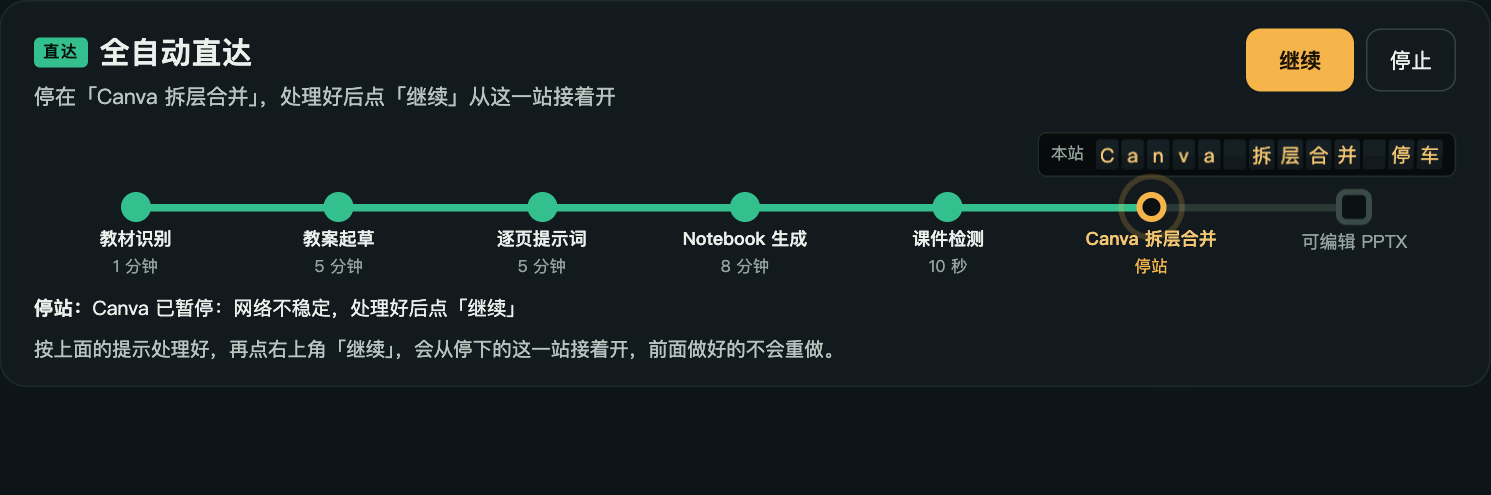 直达 全自动直达
继续 停止
停在「Canva 拆层合并」，处理好后点「继续」从这一站接着开
本站 Canva 拆层合并 停车
教材识别 教案起草 逐页提示词 Notebook 生成 课件检测 Canva 拆层合并 可编辑 PPTX
1 分钟 5 分钟 5 分钟 8 分钟 10 秒 停站
停站：Canva 已暂停：网络不稳定，处理好后点「继续」
按上面的提示处理好，再点右上角「继续」，会从停下的这一站接着开，前面做好的不会重做。